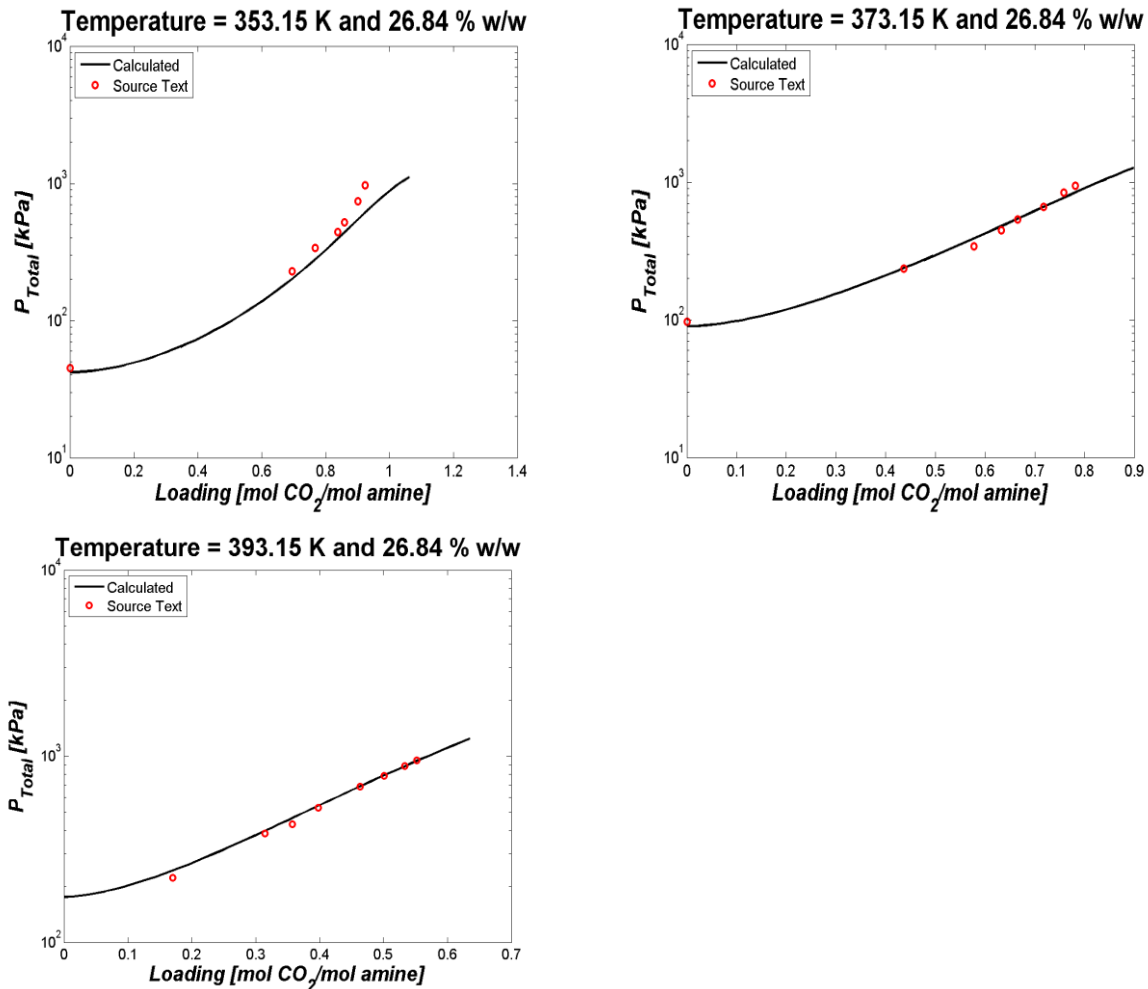 Temperature = 353.15 K and 26.84 % w/w
10^4
Calculated
Source Text
10^3
10^2
10^1
P_Total [kPa]
0 0.2 0.4 0.6 0.8 1 1.2 1.4
Loading [mol CO_2/mol amine]
Temperature = 373.15 K and 26.84 % w/w
10^4
Calculated
Source Text
10^3
10^2
10^1
P_Total [kPa]
0 0.1 0.2 0.3 0.4 0.5 0.6 0.7 0.8 0.9
Loading [mol CO_2/mol amine]
Temperature = 393.15 K and 26.84 % w/w
10^4
Calculated
Source Text
10^3
10^2
P_Total [kPa]
0 0.1 0.2 0.3 0.4 0.5 0.6 0.7
Loading [mol CO_2/mol amine]